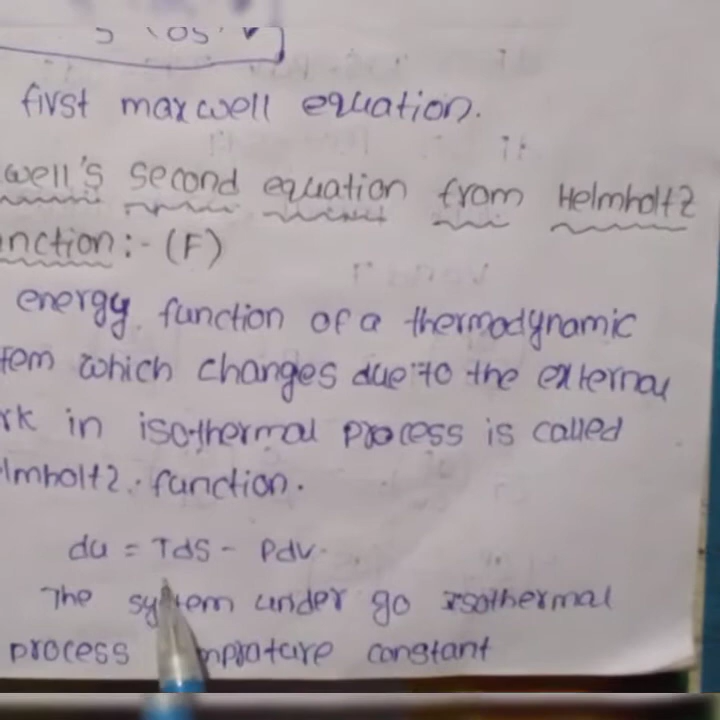 first maxwell equation.
well's second equation from Helmholtz
nction:- (F)
energy function of a thermodynamic
tem which changes due to the external
rk in isothermal process is called
lmholtz. function.
du = Tds - Pdv.
The system under go isothermal
process mprature constant